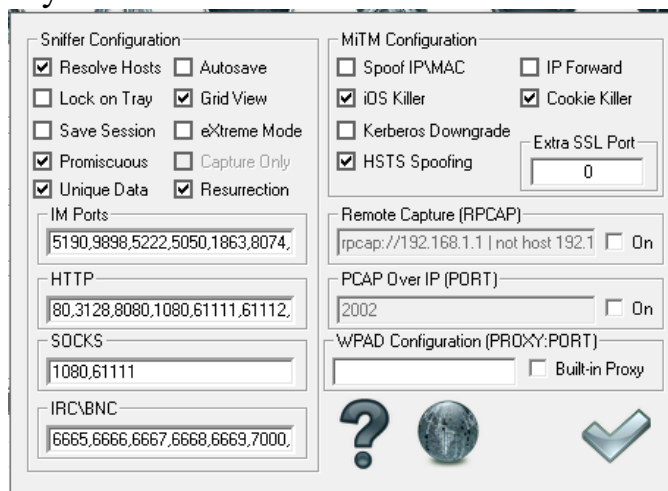 Sniffer Configuration
Resolve Hosts
Autosave
Lock on Tray
Grid View
Save Session
eXtreme Mode
Promiscuous
Capture Only
Unique Data
Resurrection
IM Ports
5190,9898,5222,5050,1863,8074,
HTTP
80,3128,8080,1080,61111,61112,
SOCKS
1080,61111
IRC\BNC
6665,6666,6667,6668,6669,7000,
MiTM Configuration
Spoof IP\MAC
IP Forward
iOS Killer
Cookie Killer
Kerberos Downgrade
HSTS Spoofing
Extra SSL Port
0
Remote Capture (RPCAP)
rpcap://192.168.1.1 | not host 192.1
On
PCAP Over IP (PORT)
2002
On
WPAD Configuration (PROXY:PORT)
Built-in Proxy